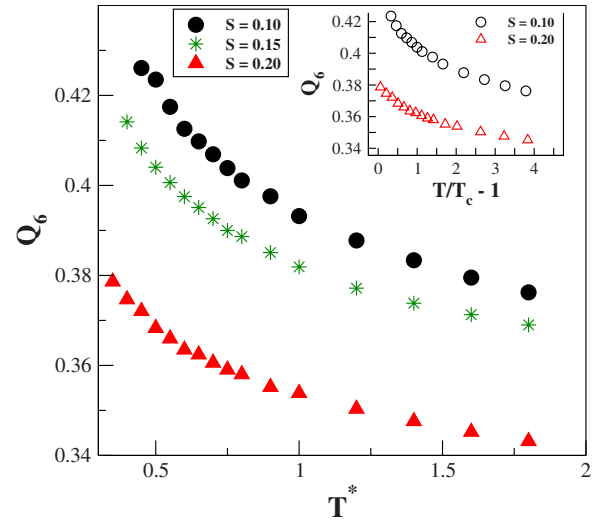 S = 0.10
S = 0.15
S = 0.20
Q6
0.42
0.4
0.38
0.36
0.34
0.5
1
1.5
2
T*
S = 0.10
S = 0.20
Q6
0.42
0.4
0.38
0.36
0.34
0
1
2
3
4
T/Tc - 1